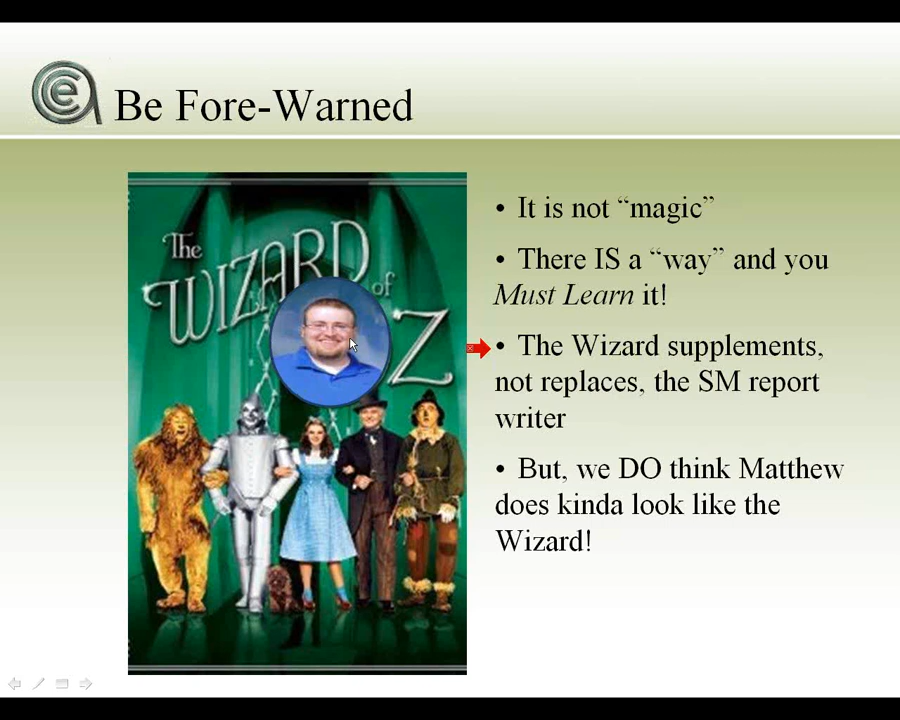 Be Fore-Warned
The
WIZARD
of
Z
• It is not “magic”
• There IS a “way” and you
Must Learn it!
• The Wizard supplements,
not replaces, the SM report
writer
• But, we DO think Matthew
does kinda look like the
Wizard!